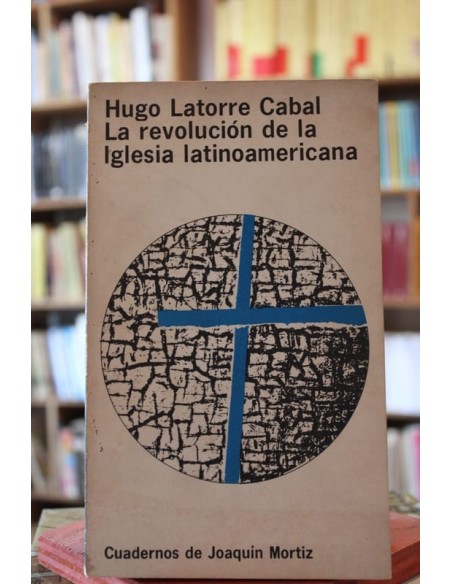 Hugo Latorre Cabal
La revolución de la
Iglesia latinoamericana
Cuadernos de Joaquín Mortiz